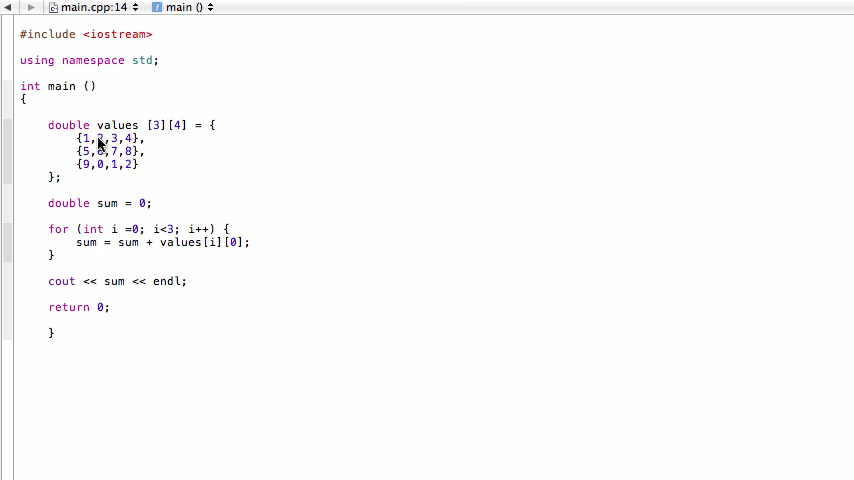 main.cpp:14 main ()
#include <iostream>
using namespace std;
int main ()
{
double values [3][4] = {
{1,2,3,4},
{5,6,7,8},
{9,0,1,2}
};
double sum = 0;
for (int i =0; i<3; i++) {
sum = sum + values[i][0];
}
cout << sum << endl;
return 0;
}